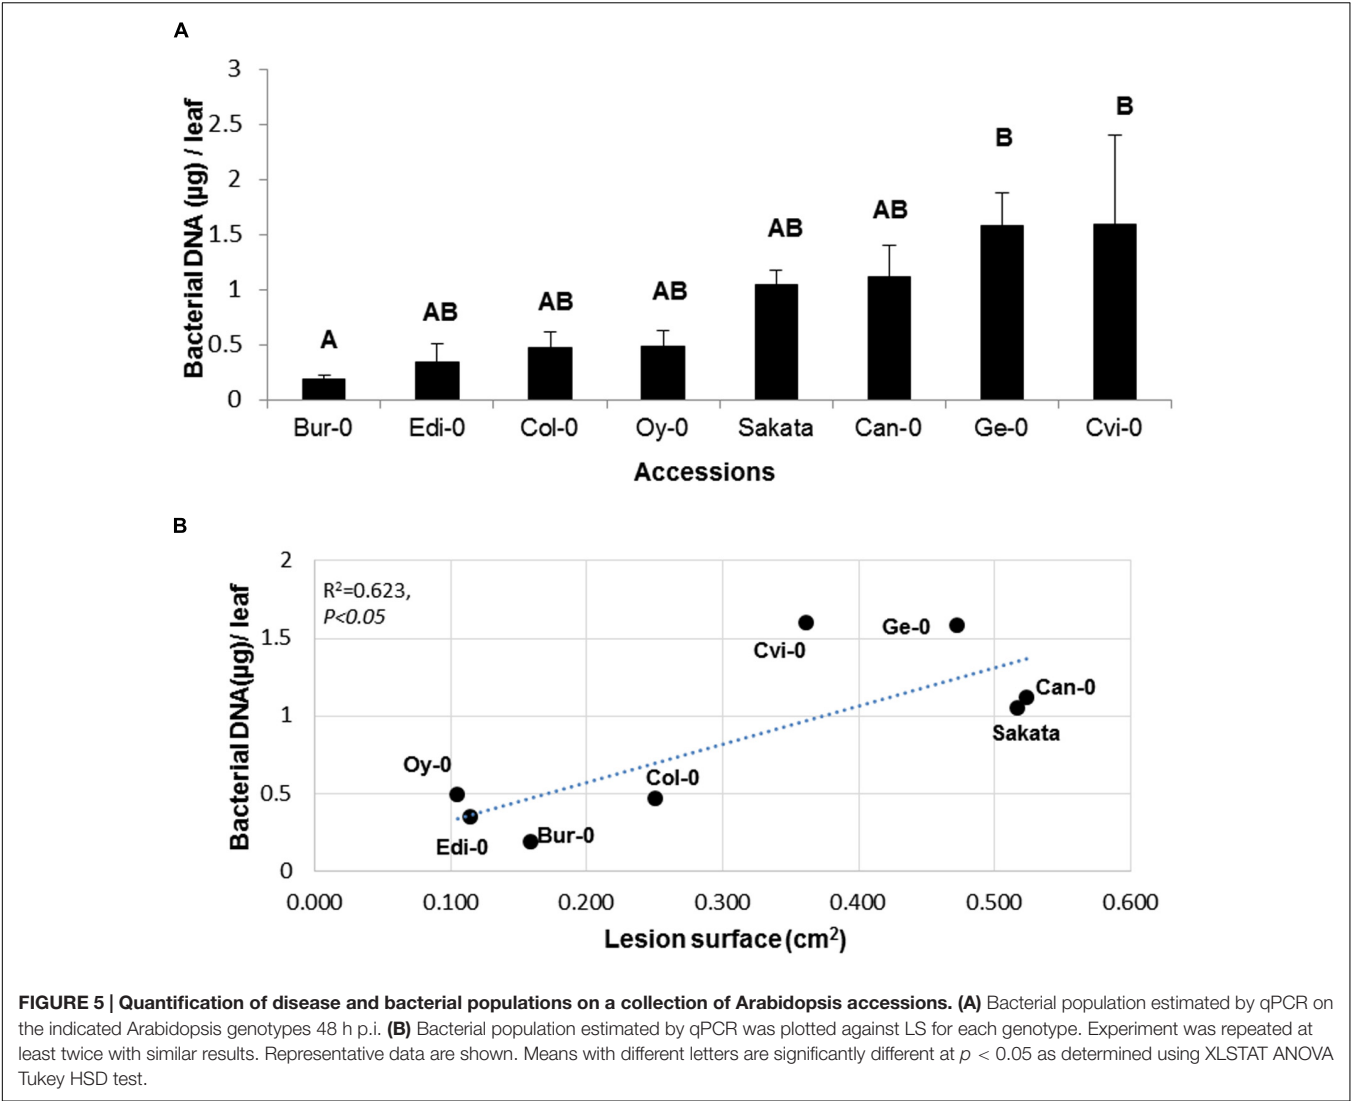 A
3
2.5
2
1.5
1
0.5
0
Bacterial DNA (µg) / leaf
A
AB
AB
AB
AB
AB
B
B
Bur-0
Edi-0
Col-0
Oy-0
Sakata
Can-0
Ge-0
Cvi-0
Accessions
B
2
1.5
1
0.5
0
Bacterial DNA(µg)/ leaf
R²=0.623,
P<0.05
Cvi-0
Ge-0
Can-0
Sakata
Oy-0
Col-0
Edi-0
Bur-0
0.000
0.100
0.200
0.300
0.400
0.500
0.600
Lesion surface (cm²)
FIGURE 5 | Quantification of disease and bacterial populations on a collection of Arabidopsis accessions. (A) Bacterial population estimated by qPCR on
the indicated Arabidopsis genotypes 48 h p.i. (B) Bacterial population estimated by qPCR was plotted against LS for each genotype. Experiment was repeated at
least twice with similar results. Representative data are shown. Means with different letters are significantly different at p < 0.05 as determined using XLSTAT ANOVA
Tukey HSD test.